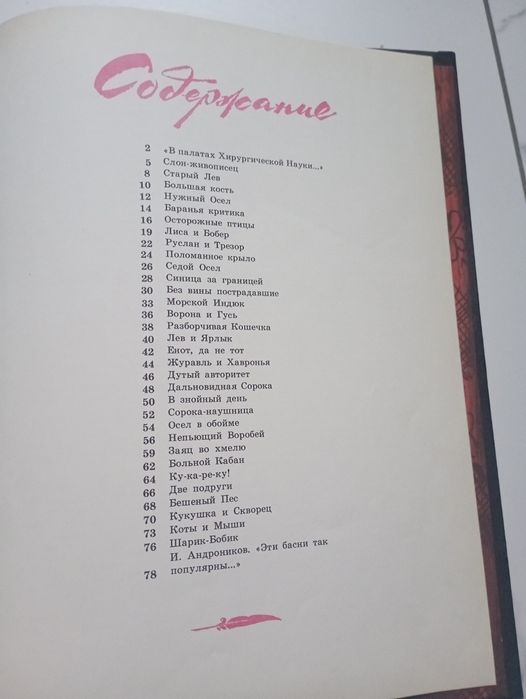 Содержание
2 «В палатах Хирургической Науки...»
5 Слон-живописец
8 Старый Лев
10 Большая кость
12 Нужный Осел
14 Баранья критика
16 Осторожные птицы
19 Лиса и Бобер
22 Руслан и Трезор
24 Поломанное крыло
26 Седой Осел
28 Синица за границей
30 Без вины пострадавшие
33 Морской Индюк
36 Ворона и Гусь
38 Разборчивая Кошечка
40 Лев и Ярлык
42 Енот, да не тот
44 Журавль и Хавронья
46 Дутый авторитет
48 Дальновидная Сорока
50 В знойный день
52 Сорока-наушница
54 Осел в обойме
56 Непьющий Воробей
59 Заяц во хмелю
62 Больной Кабан
64 Ку-ка-ре-ку!
66 Две подруги
68 Бешеный Пес
70 Кукушка и Скворец
73 Коты и Мыши
76 Шарик-Бобик
И. Андроников. «Эти басни так
78 популярны...»